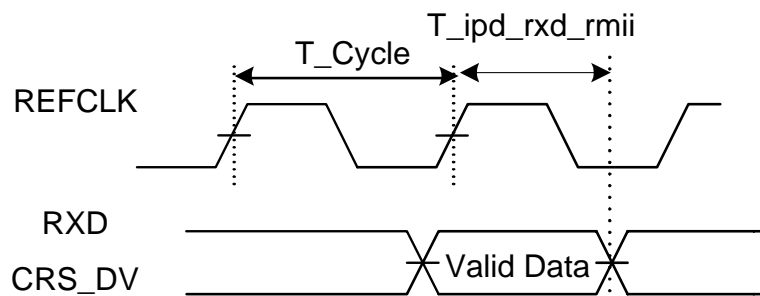 T_ipd_rxd_rmii
T_Cycle
REFCLK
RXD
CRS_DV
Valid Data